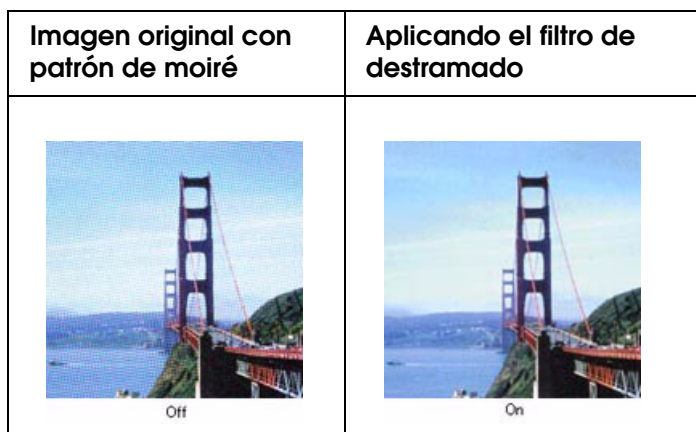 Imagen original con
patrón de moiré
Aplicando el filtro de
destramado
Off
On